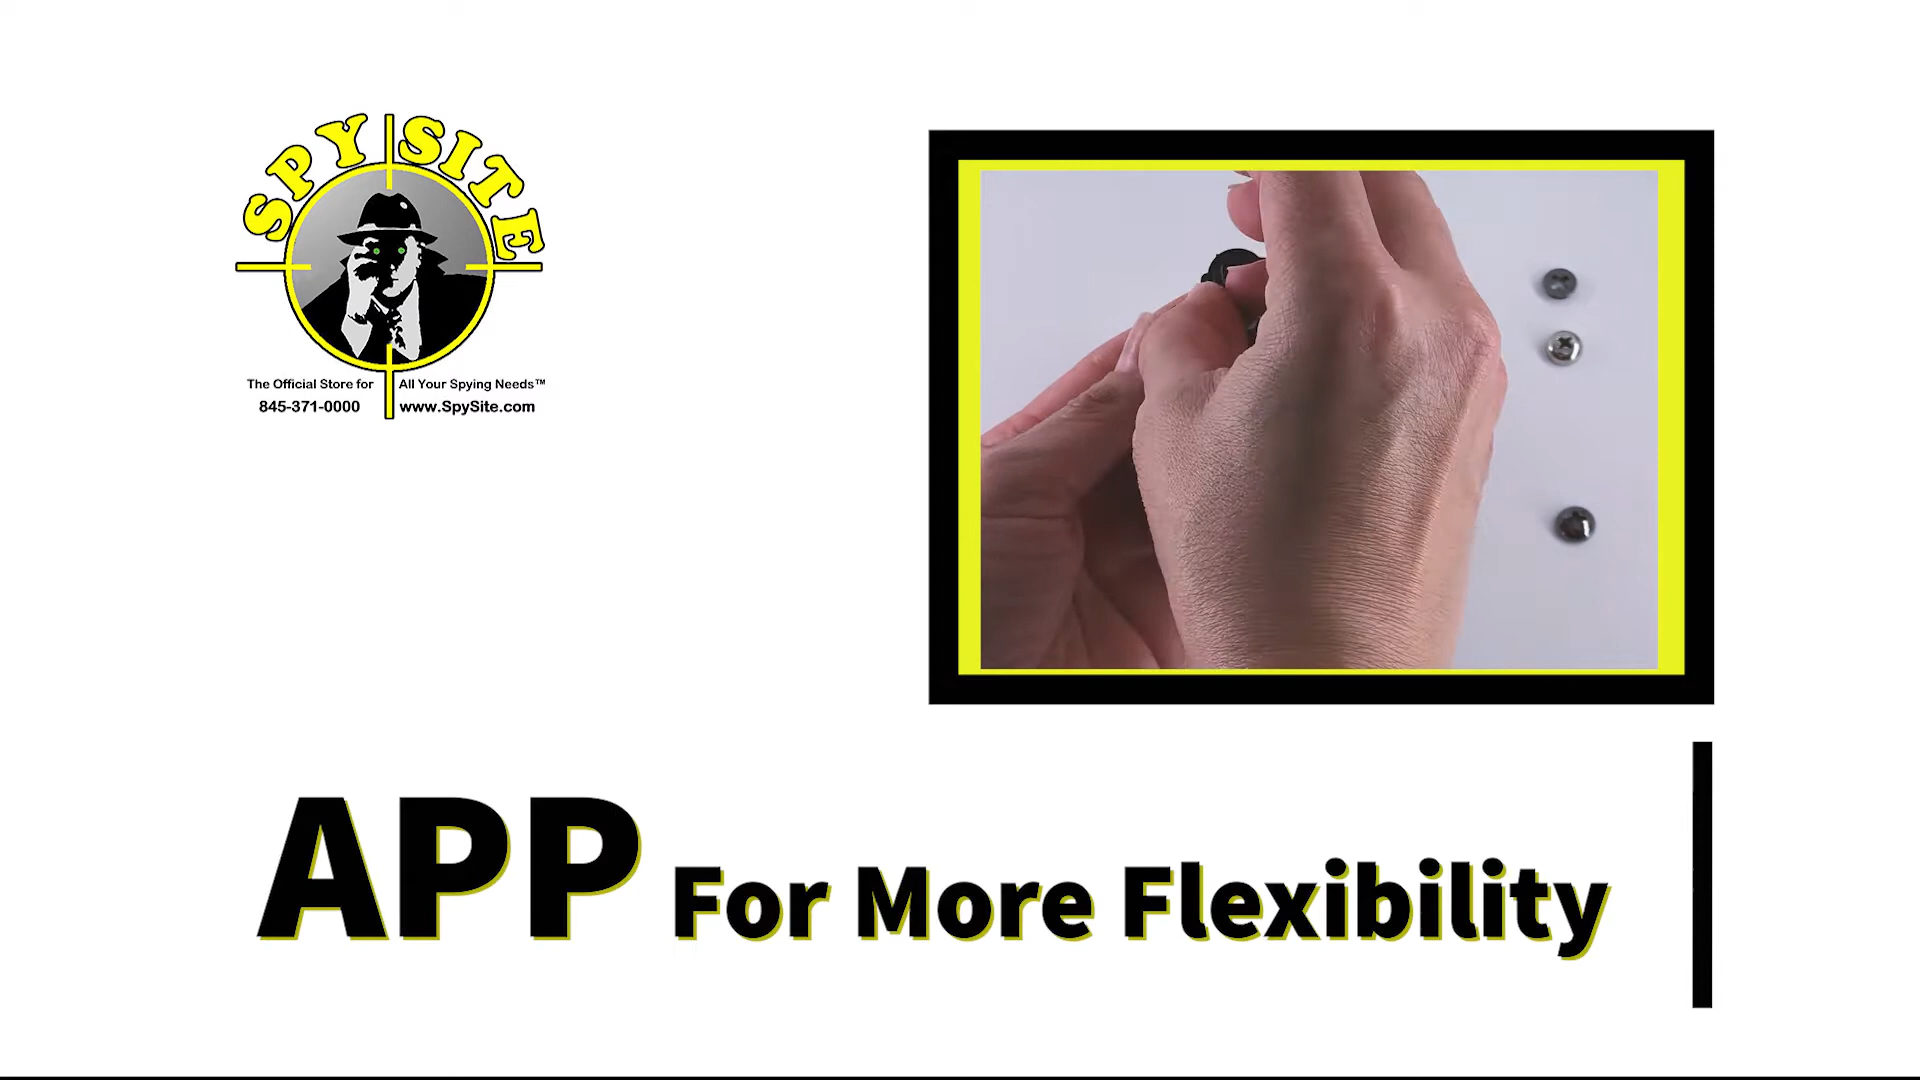 SPY SITE
The Official Store for All Your Spying Needs™
845-371-0000 www.SpySite.com
APP For More Flexibility